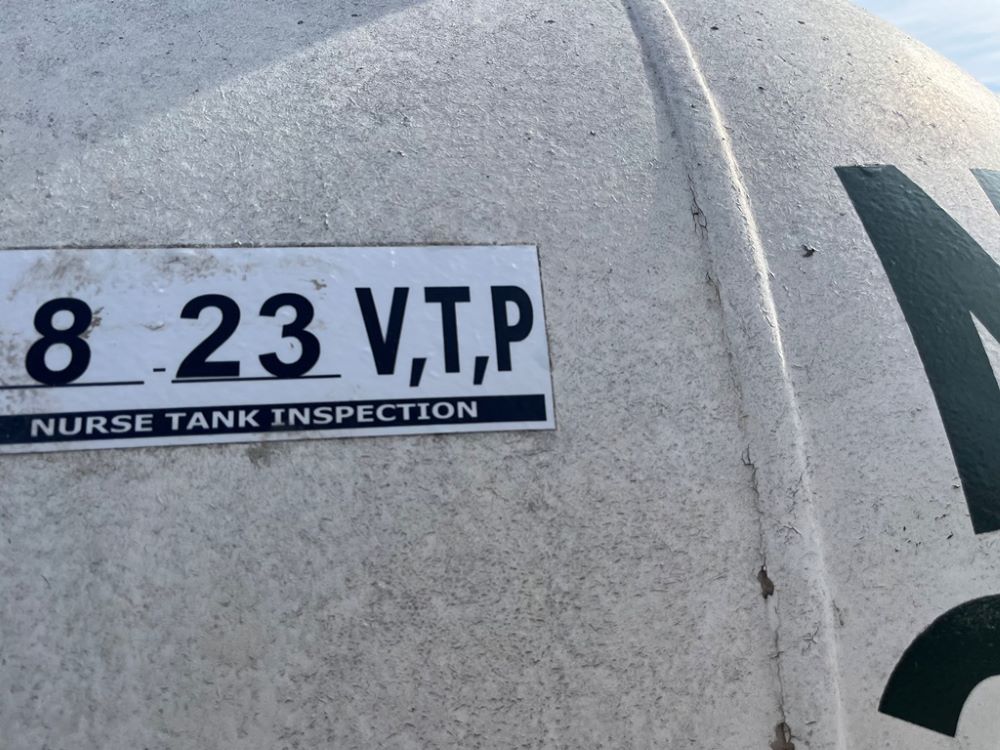 8 - 23 V,T,P
NURSE TANK INSPECTION